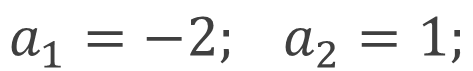 a₁ = −2; a₂ = 1;